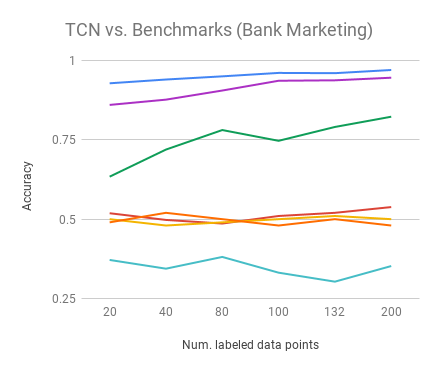 TCN vs. Benchmarks (Bank Marketing)
1
0.75
0.5
0.25
Accuracy
20 40 80 100 132 200
Num. labeled data points